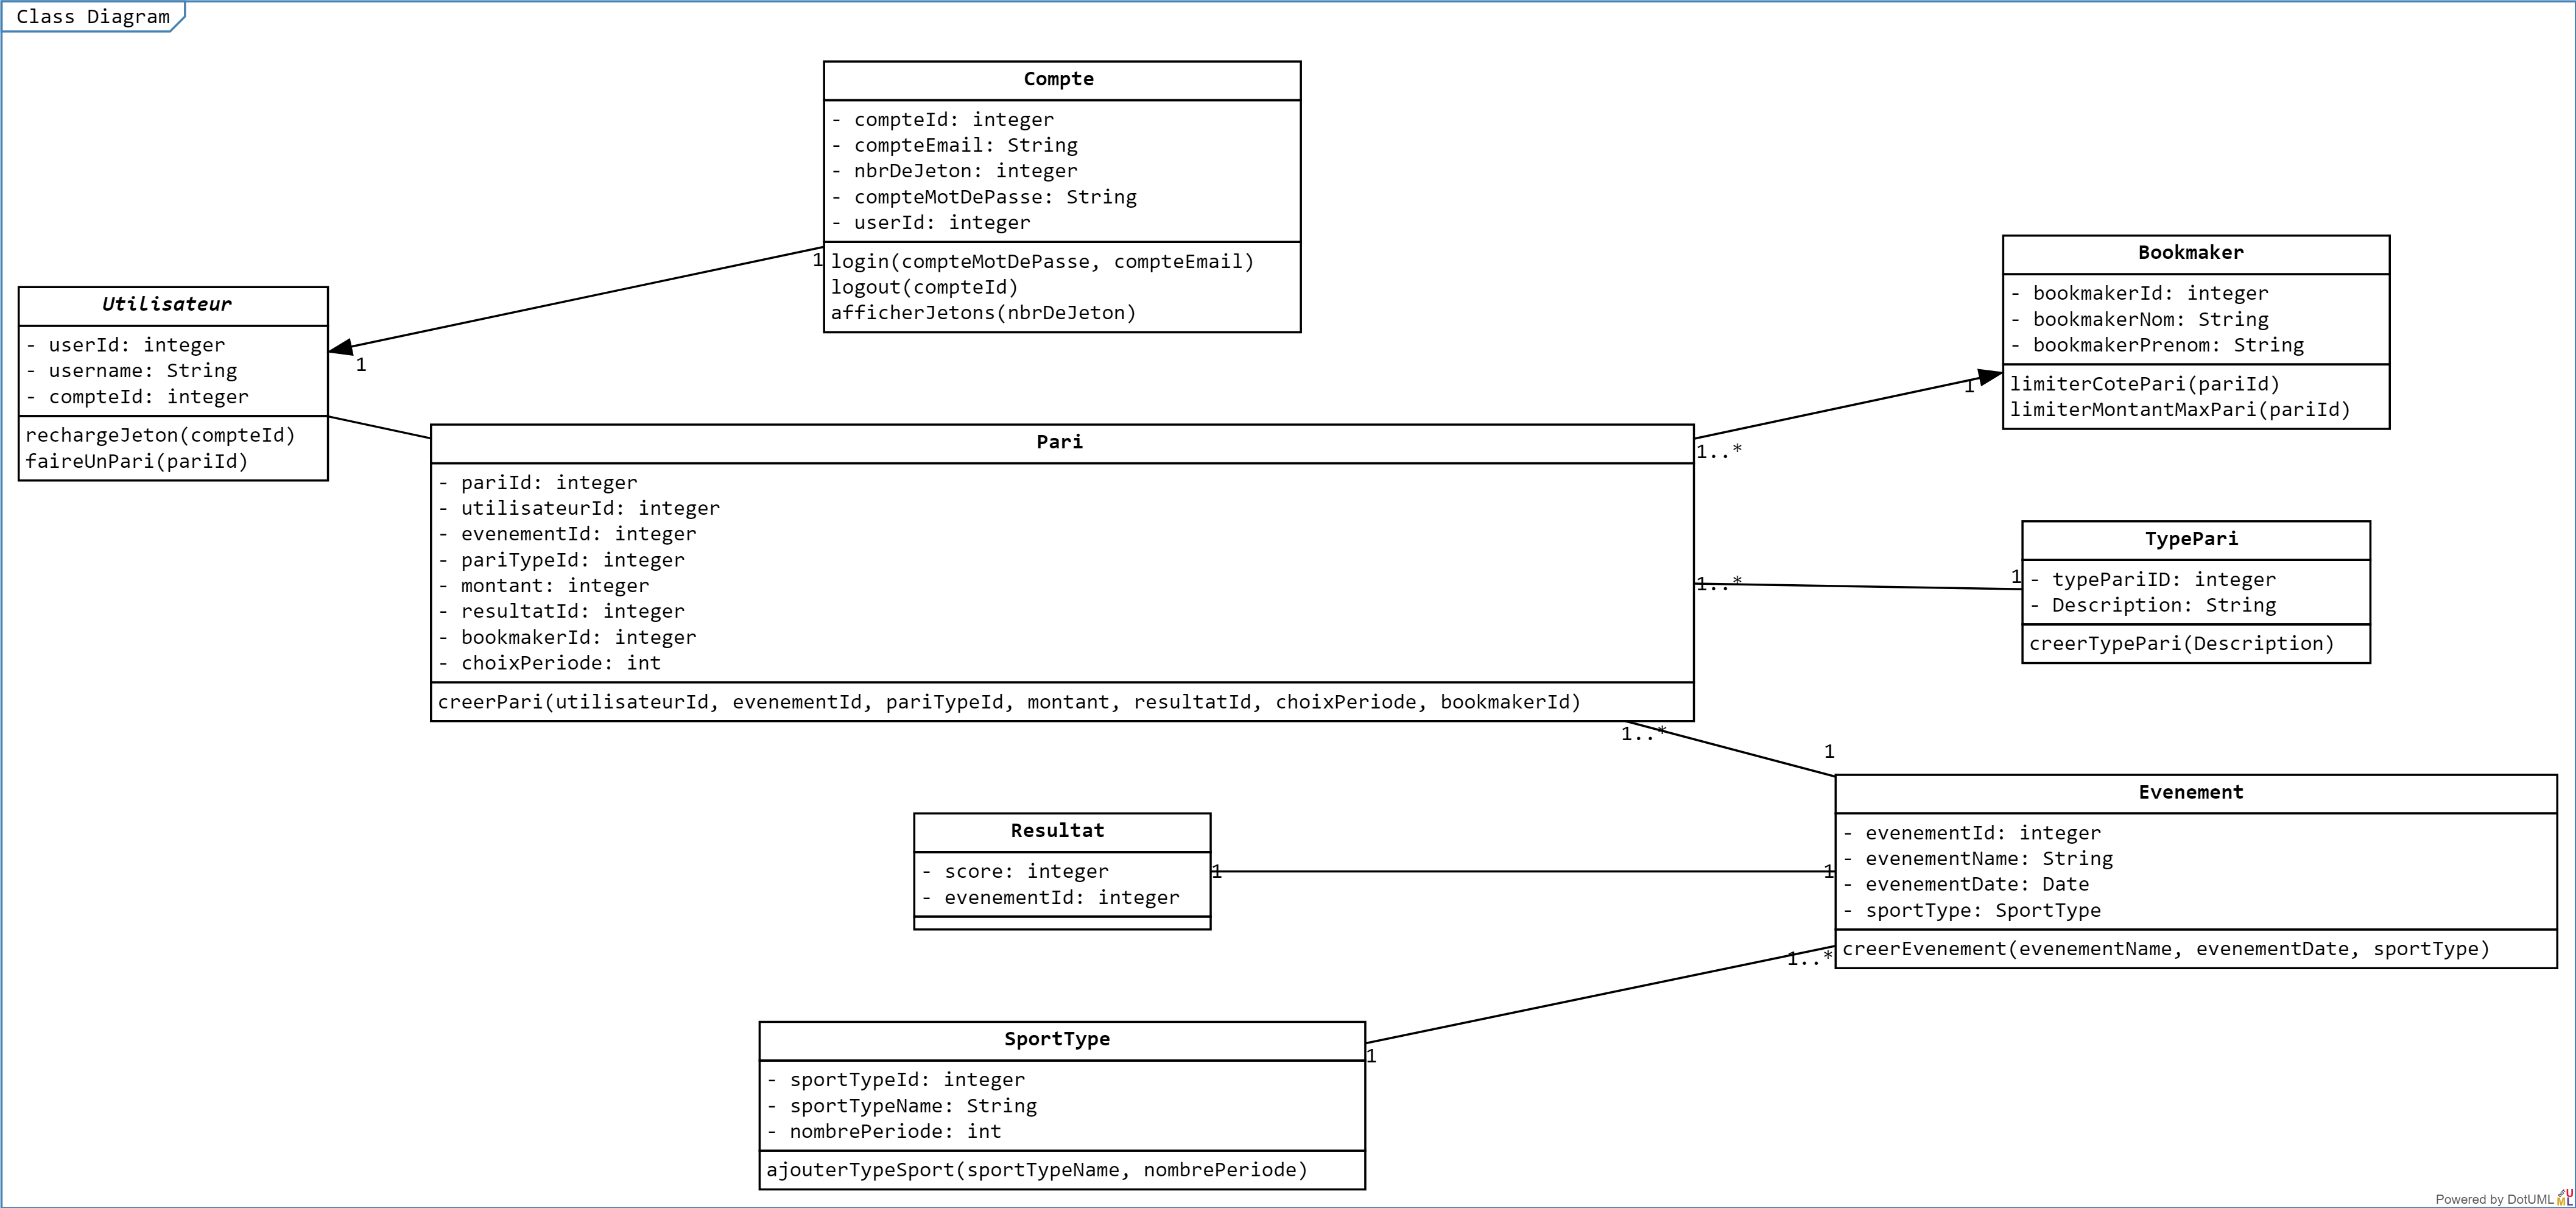 Class Diagram
Compte
- compteId: integer
- compteEmail: String
- nbrDeJeton: integer
- compteMotDePasse: String
- userId: integer
login(compteMotDePasse, compteEmail)
logout(compteId)
afficherJetons(nbrDeJeton)
1
1
Utilisateur
- userId: integer
- username: String
- compteId: integer
rechargeJeton(compteId)
faireUnPari(pariId)
Bookmaker
- bookmakerId: integer
- bookmakerNom: String
- bookmakerPrenom: String
limiterCotePari(pariId)
limiterMontantMaxPari(pariId)
1
1..*
Pari
- pariId: integer
- utilisateurId: integer
- evenementId: integer
- pariTypeId: integer
- montant: integer
- resultatId: integer
- bookmakerId: integer
- choixPeriode: int
creerPari(utilisateurId, evenementId, pariTypeId, montant, resultatId, choixPeriode, bookmakerId)
1..*
1
TypePari
- typePariID: integer
- Description: String
creerTypePari(Description)
1..*
1
Evenement
- evenementId: integer
- evenementName: String
- evenementDate: Date
- sportType: SportType
creerEvenement(evenementName, evenementDate, sportType)
Resultat
- score: integer
- evenementId: integer
1
1
1..*
1
SportType
- sportTypeId: integer
- sportTypeName: String
- nombrePeriode: int
ajouterTypeSport(sportTypeName, nombrePeriode)
Powered by DotUML
UML